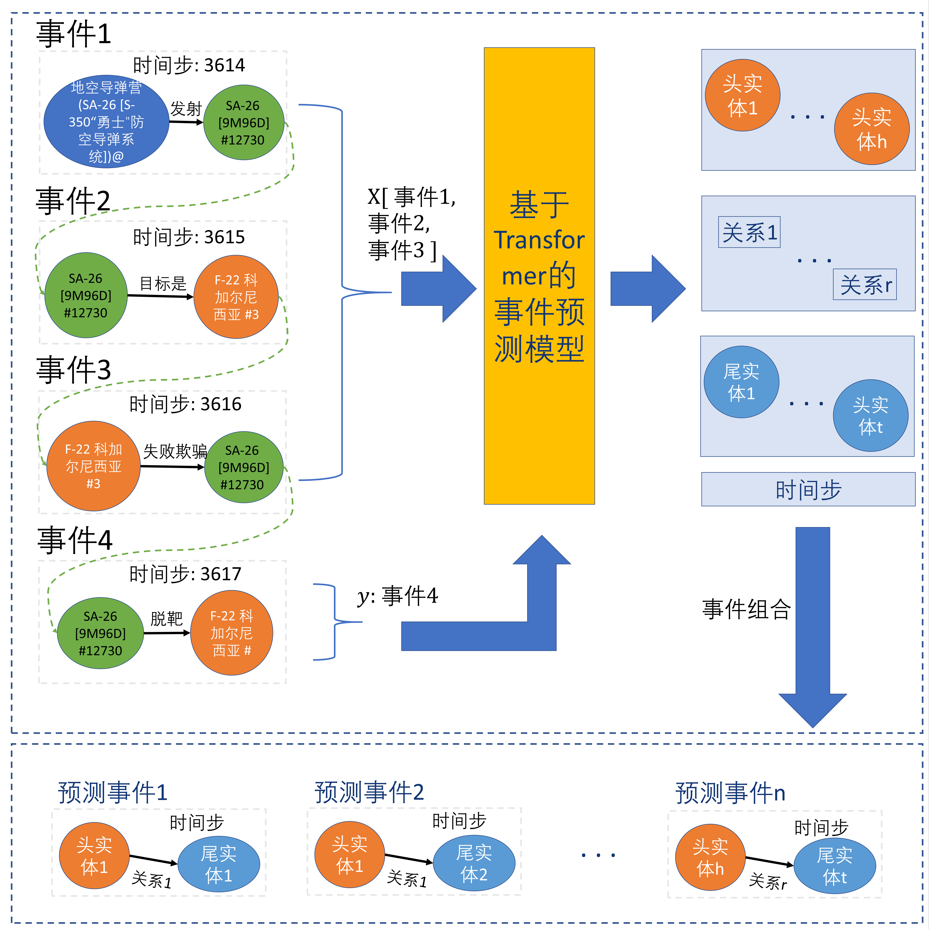 事件1
时间步: 3614
地空导弹营
(SA-26 [S-
350“勇士”防
空导弹系
统])@
发射
SA-26
[9M96D]
#12730
事件2
时间步: 3615
SA-26
[9M96D]
#12730
目标是
F-22 科
加尔尼
西亚 #3
事件3
时间步: 3616
F-22 科加
尔尼西亚
#3
失败欺骗
SA-26
[9M96D]
#12730
事件4
时间步: 3617
SA-26
[9M96D]
#12730
脱靶
F-22 科
加尔尼
西亚 #
X[ 事件1,
事件2,
事件3 ]
y: 事件4
基于
Transfor
mer的
事件预
测模型
头实
体1
...
头实
体h
关系1
...
关系r
尾实
体1
...
头实
体t
时间步
事件组合
预测事件1
时间步
头实
体1
关系1
尾实
体1
预测事件2
时间步
头实
体1
关系1
尾实
体2
...
预测事件n
时间步
头实
体h
关系r
尾实
体t